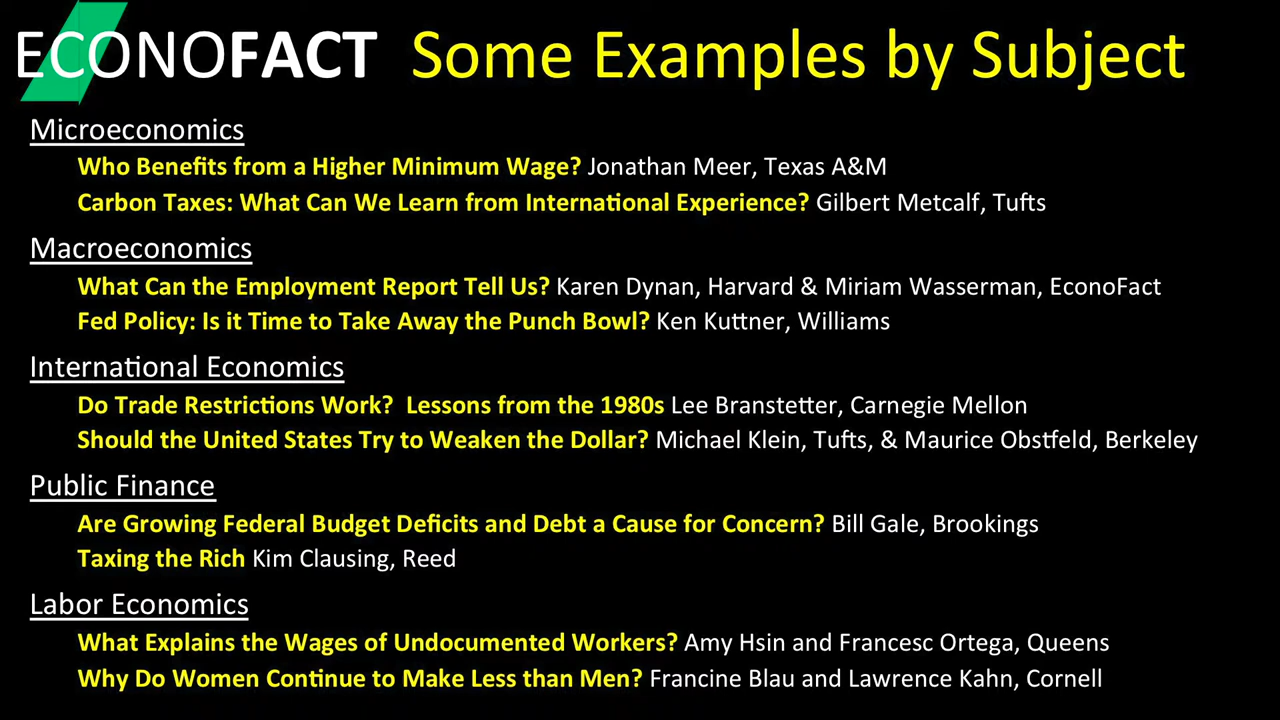 ECONOFACT Some Examples by Subject
Microeconomics
Who Benefits from a Higher Minimum Wage? Jonathan Meer, Texas A&M
Carbon Taxes: What Can We Learn from International Experience? Gilbert Metcalf, Tufts
Macroeconomics
What Can the Employment Report Tell Us? Karen Dynan, Harvard & Miriam Wasserman, EconoFact
Fed Policy: Is it Time to Take Away the Punch Bowl? Ken Kuttner, Williams
International Economics
Do Trade Restrictions Work?  Lessons from the 1980s Lee Branstetter, Carnegie Mellon
Should the United States Try to Weaken the Dollar? Michael Klein, Tufts, & Maurice Obstfeld, Berkeley
Public Finance
Are Growing Federal Budget Deficits and Debt a Cause for Concern? Bill Gale, Brookings
Taxing the Rich Kim Clausing, Reed
Labor Economics
What Explains the Wages of Undocumented Workers? Amy Hsin and Francesc Ortega, Queens
Why Do Women Continue to Make Less than Men? Francine Blau and Lawrence Kahn, Cornell